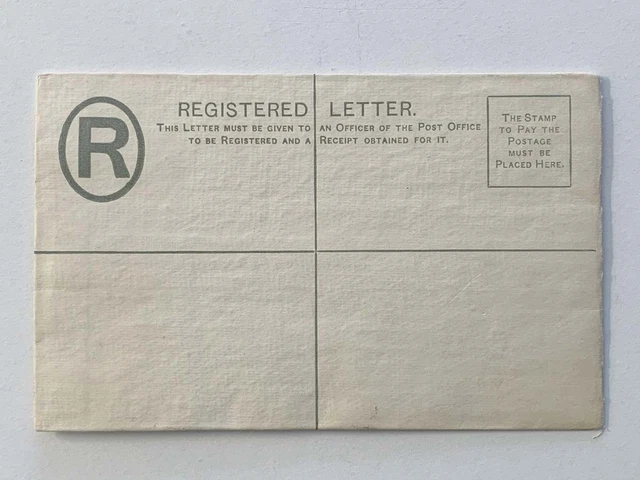 R
REGISTERED LETTER.
THIS LETTER MUST BE GIVEN TO AN OFFICER OF THE POST OFFICE
TO BE REGISTERED AND A RECEIPT OBTAINED FOR IT.
THE STAMP
TO PAY THE
POSTAGE
MUST BE
PLACED HERE.